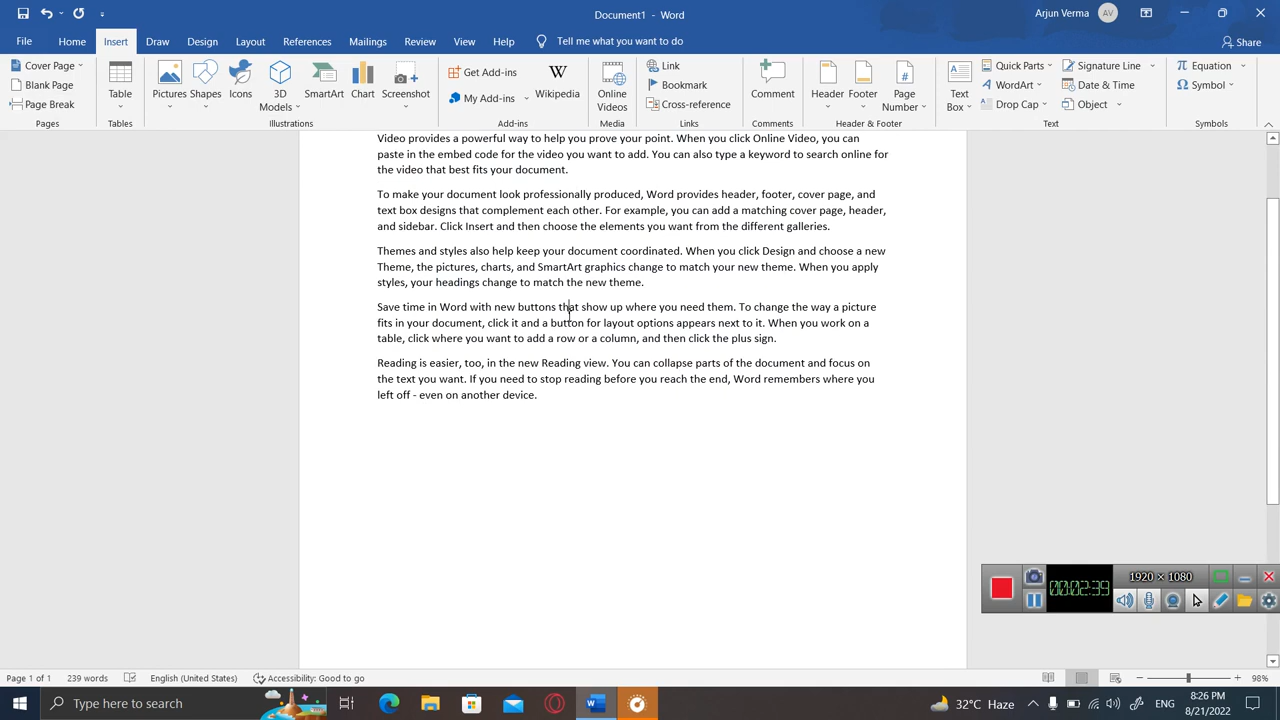 Document1 - Word
Arjun Verma AV
File Home Insert Draw Design Layout References Mailings Review View Help Tell me what you want to do Share
Cover Page
Blank Page
Page Break
Pages
Table
Tables
Pictures Shapes Icons 3D Models SmartArt Chart Screenshot
Illustrations
Get Add-ins
My Add-ins
Wikipedia
Add-ins
Online Videos
Media
Link
Bookmark
Cross-reference
Links
Comment
Comments
Header Footer Page Number
Header & Footer
Text Box
Quick Parts
WordArt
Drop Cap
Signature Line
Date & Time
Object
Text
Equation
Symbol
Symbols
Video provides a powerful way to help you prove your point. When you click Online Video, you can
paste in the embed code for the video you want to add. You can also type a keyword to search online for
the video that best fits your document.
To make your document look professionally produced, Word provides header, footer, cover page, and
text box designs that complement each other. For example, you can add a matching cover page, header,
and sidebar. Click Insert and then choose the elements you want from the different galleries.
Themes and styles also help keep your document coordinated. When you click Design and choose a new
Theme, the pictures, charts, and SmartArt graphics change to match your new theme. When you apply
styles, your headings change to match the new theme.
Save time in Word with new buttons that show up where you need them. To change the way a picture
fits in your document, click it and a button for layout options appears next to it. When you work on a
table, click where you want to add a row or a column, and then click the plus sign.
Reading is easier, too, in the new Reading view. You can collapse parts of the document and focus on
the text you want. If you need to stop reading before you reach the end, Word remembers where you
left off - even on another device.
00:02:39
1920 × 1080
Page 1 of 1 239 words English (United States) Accessibility: Good to go 98%
Type here to search
32°C H
ENG
8:26 PM
8/21/2022